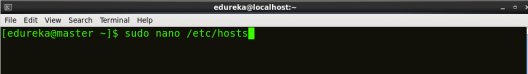 edureka@localhost:~
File Edit View Search Terminal Help
[edureka@master ~]$ sudo nano /etc/hosts